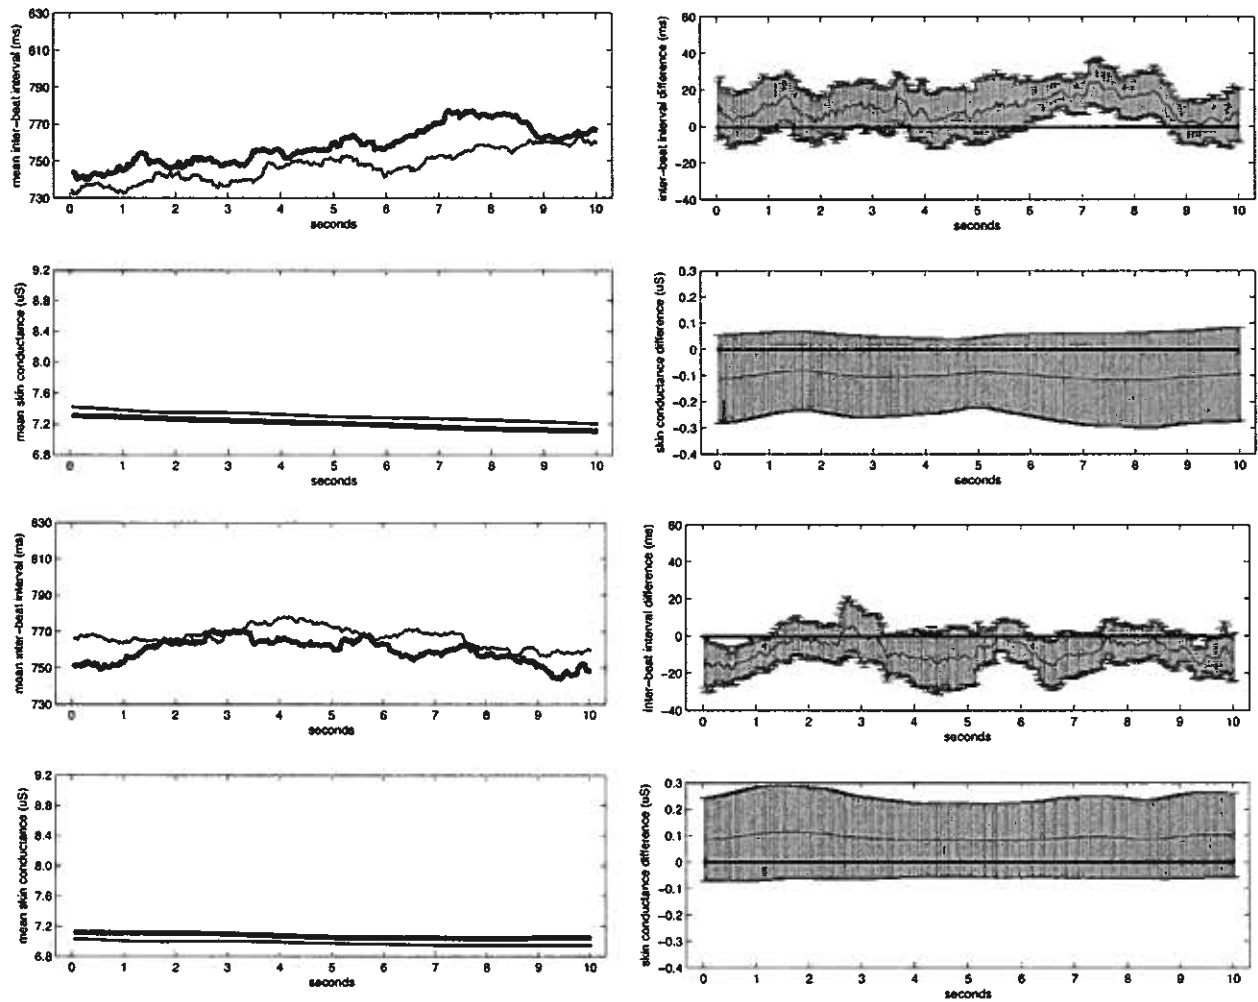 mean inter-beat interval (ms)
630
610
790
770
750
730
0 1 2 3 4 5 6 7 8 9 10
seconds
inter-beat interval difference (ms)
60
40
20
0
-20
-40
0 1 2 3 4 5 6 7 8 9 10
seconds
mean skin conductance (uS)
9.2
8.8
8.4
8.0
7.6
7.2
6.8
0 1 2 3 4 5 6 7 8 9 10
seconds
skin conductance difference (uS)
0.3
0.2
0.1
0
-0.1
-0.2
-0.3
-0.4
0 1 2 3 4 5 6 7 8 9 10
seconds
mean inter-beat interval (ms)
830
810
790
770
750
730
0 1 2 3 4 5 6 7 8 9 10
seconds
inter-beat interval difference (ms)
60
40
20
0
-20
-40
0 1 2 3 4 5 6 7 8 9 10
seconds
mean skin conductance (uS)
9.2
8.8
8.4
8.0
7.6
7.2
6.8
0 1 2 3 4 5 6 7 8 9 10
seconds
skin conductance difference (uS)
0.3
0.2
0.1
0
-0.1
-0.2
-0.3
-0.4
0 1 2 3 4 5 6 7 8 9 10
seconds